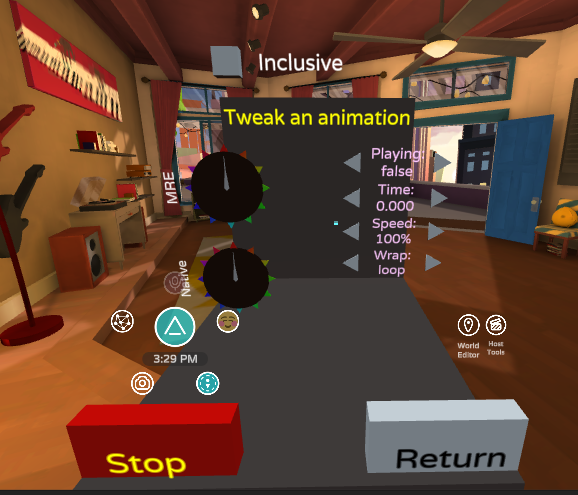 Inclusive
Tweak an animation
MRE
Playing:
false
Time:
0.000
Speed:
100%
Wrap:
loop
Native
3:29 PM
World
Editor
Host
Tools
Stop
Return